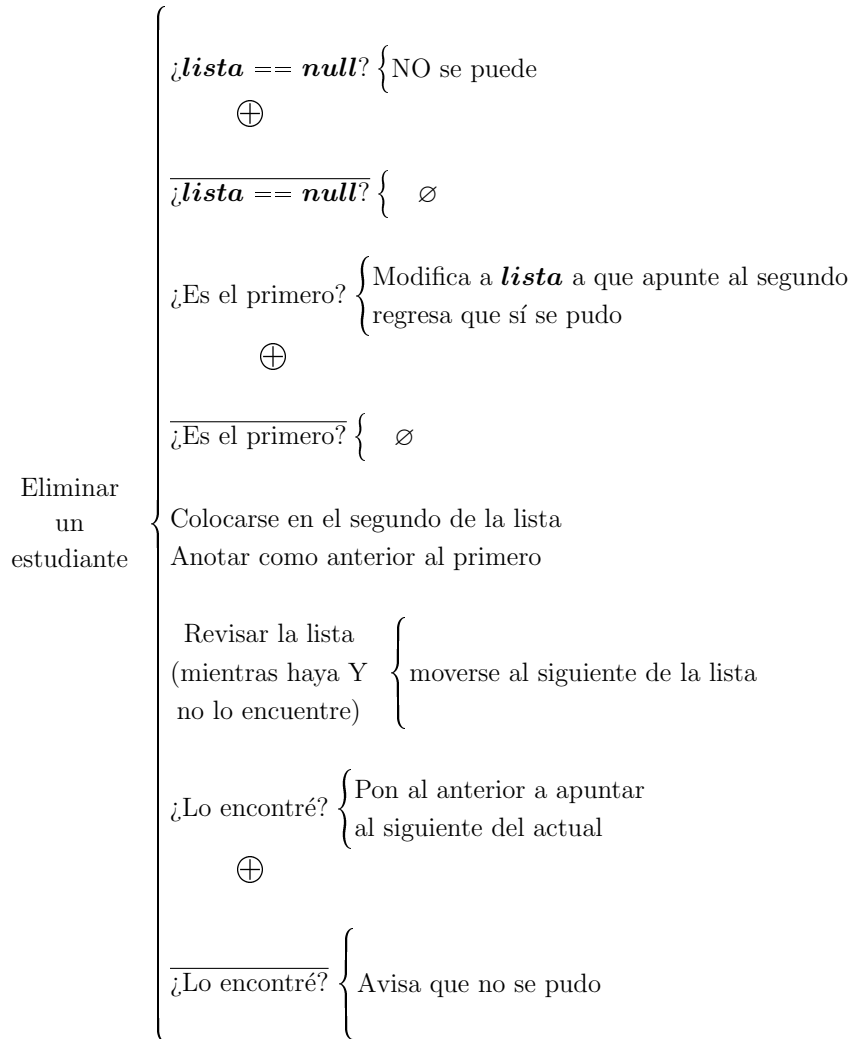 ¿lista == null? {NO se puede
⊕
¿lista == null? { ∅
¿Es el primero? {Modifica a lista a que apunte al segundo
regresa que sí se pudo
⊕
¿Es el primero? { ∅
Eliminar
un
estudiante
Colocarse en el segundo de la lista
Anotar como anterior al primero
Revisar la lista
(mientras haya Y
no lo encuentre)
moverse al siguiente de la lista
¿Lo encontré? {Pon al anterior a apuntar
al siguiente del actual
⊕
¿Lo encontré? {Avisa que no se pudo